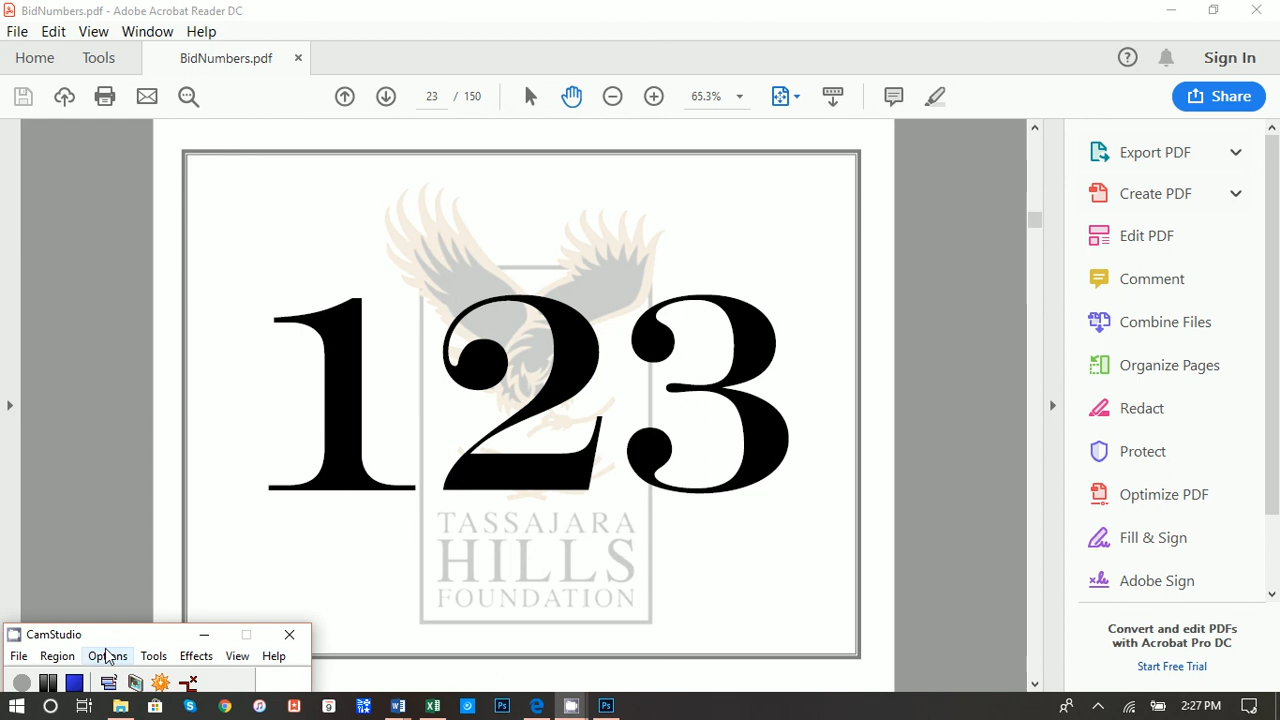 BidNumbers.pdf - Adobe Acrobat Reader DC
File Edit View Window Help
Home Tools BidNumbers.pdf Sign In
23 / 150 65.3% Share
123
TASSAJARA
HILLS
FOUNDATION
Export PDF
Create PDF
Edit PDF
Comment
Combine Files
Organize Pages
Redact
Protect
Optimize PDF
Fill & Sign
Adobe Sign
Convert and edit PDFs
with Acrobat Pro DC
Start Free Trial
CamStudio
File Region Options Tools Effects View Help
2:27 PM